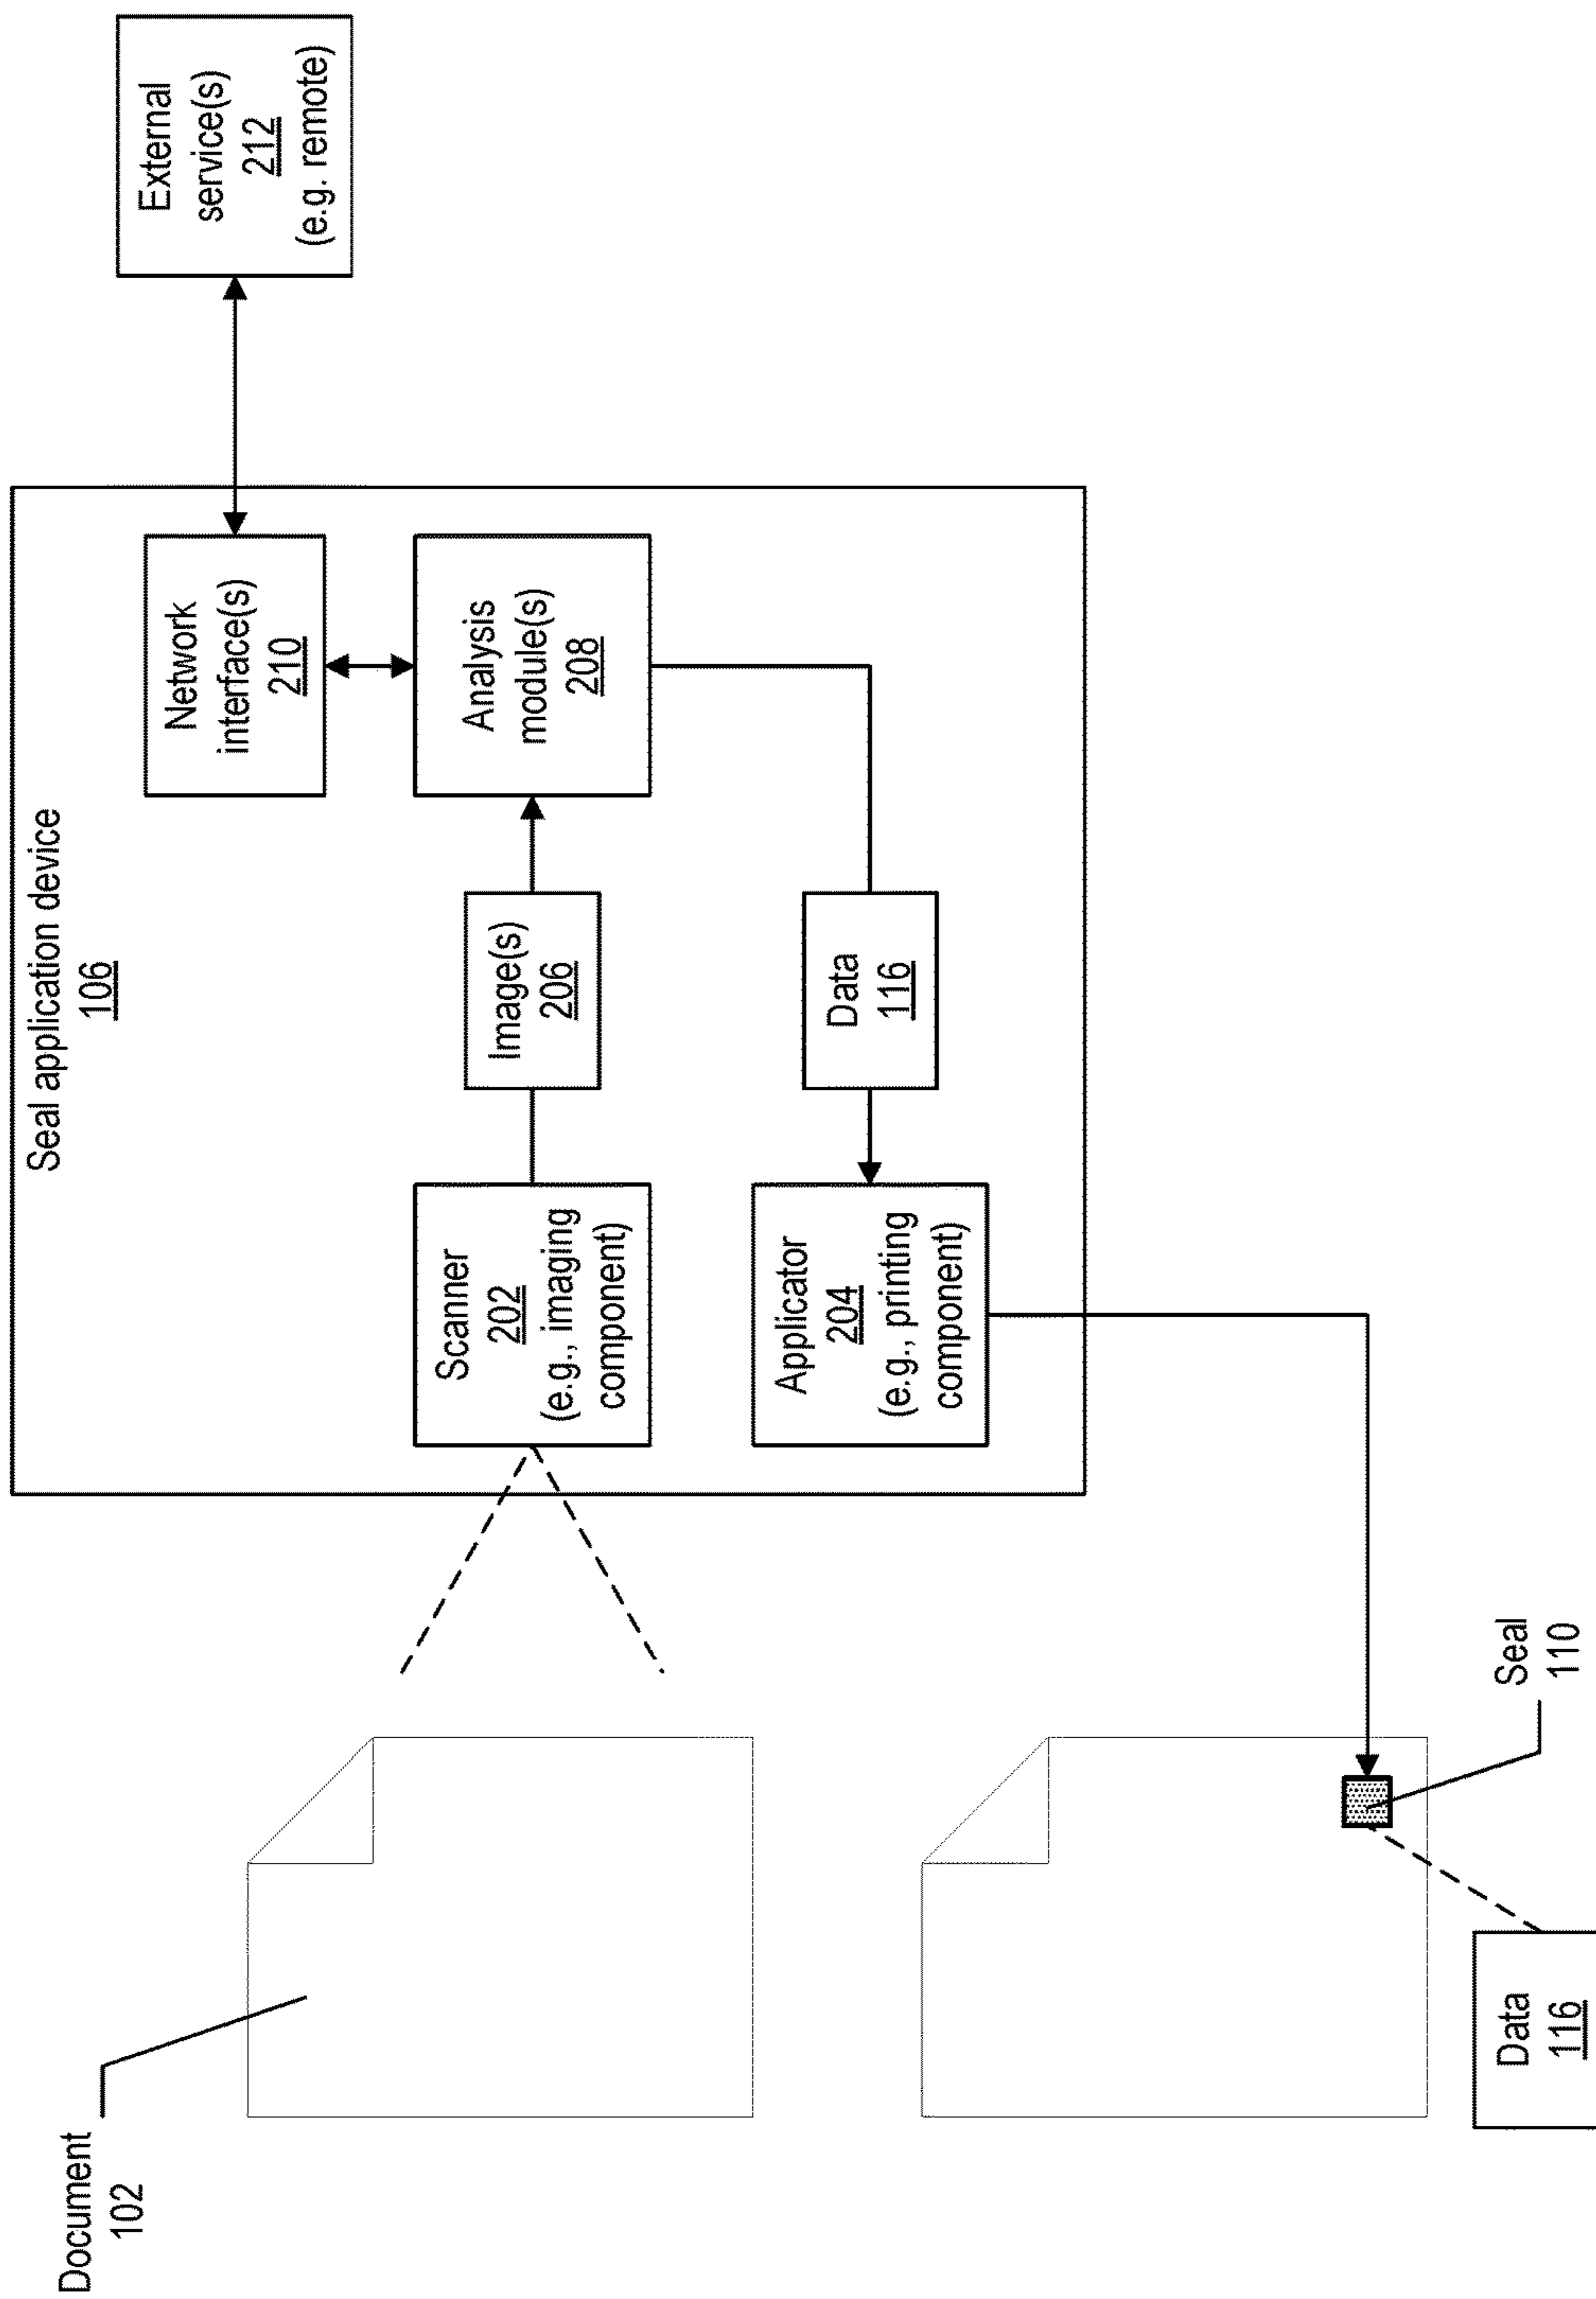 Document
102
Seal application device
106
Scanner
202
(e.g., imaging
component)
Image(s)
206
Network
interface(s)
210
Analysis
module(s)
208
External
service(s)
212
(e.g. remote)
Applicator
204
(e.g., printing
component)
Data
116
Data
116
Seal
110